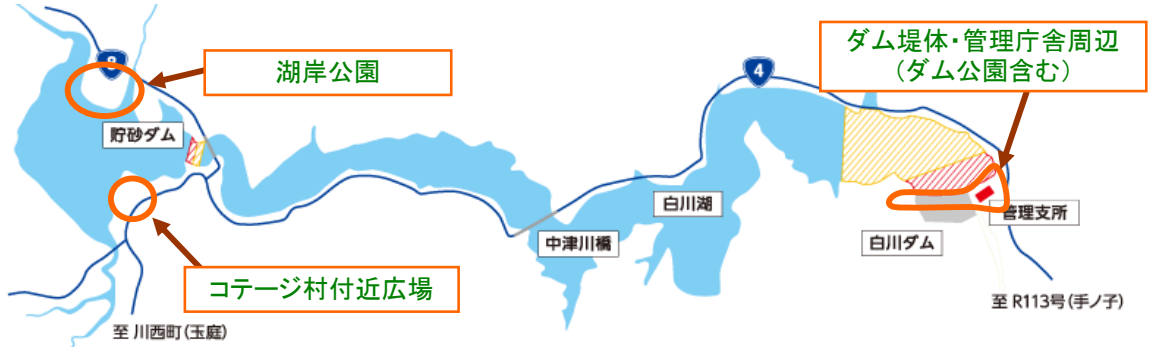 湖岸公園
4
ダム堤体・管理庁舎周辺
(ダム公園含む)
貯砂ダム
白川湖
中津川橋
管理支所
白川ダム
コテージ村付近広場
至 R113号(手ノ子)
至 川西町(玉庭)